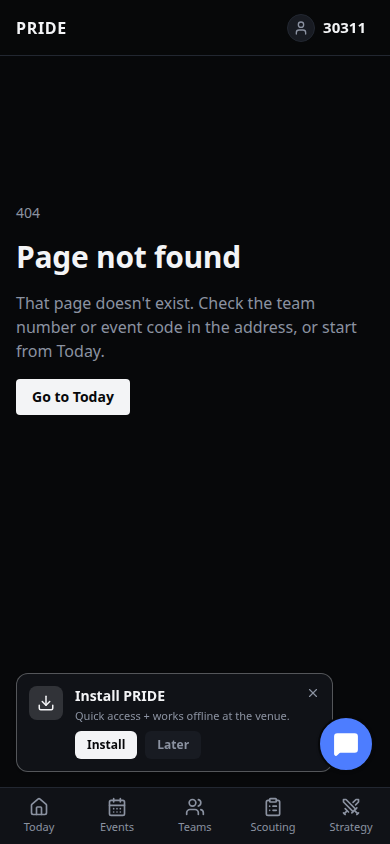 PRIDE
30311
404
Page not found
That page doesn't exist. Check the team
number or event code in the address, or start
from Today.
Go to Today
Install PRIDE
Quick access + works offline at the venue.
Install Later
Today Events Teams Scouting Strategy